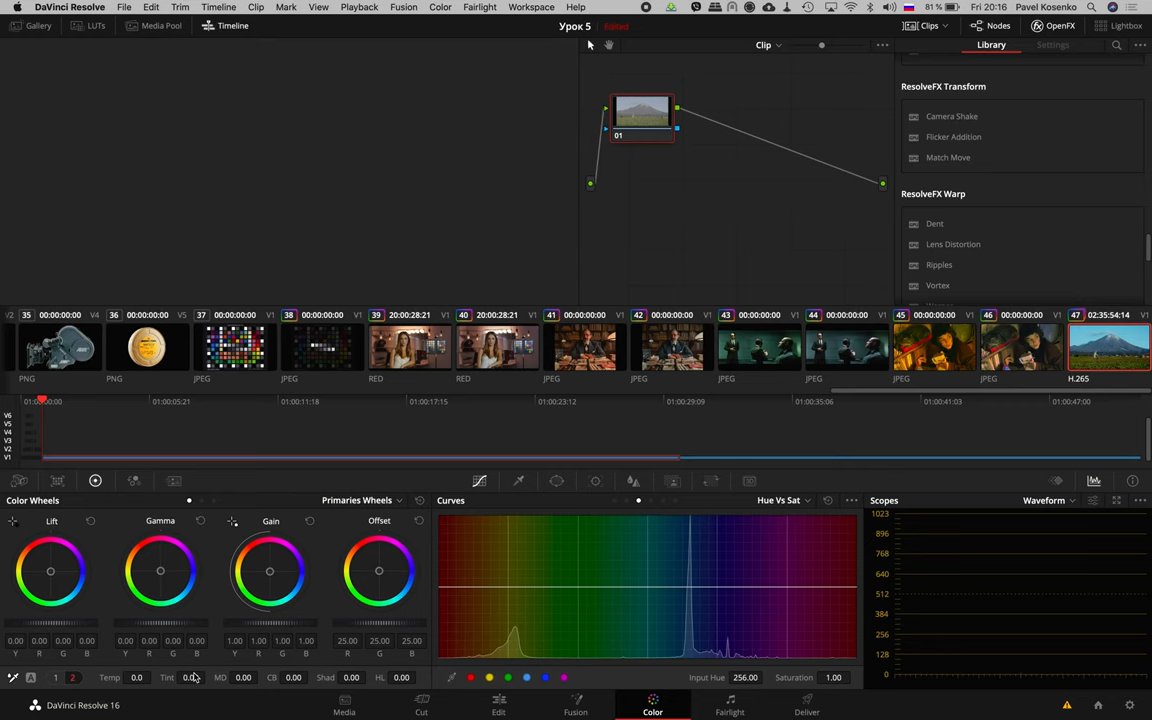 DaVinci Resolve File Edit Trim Timeline Clip Mark View Playback Fusion Color Fairlight Workspace Help 81 % Fri 20:16 Pavel Kosenko
Gallery LUTs Media Pool Timeline Урок 5 Edited Clips Nodes OpenFX Lightbox
Clip Library Settings
ResolveFX Transform
Camera Shake
01 Flicker Addition
Match Move
ResolveFX Warp
Dent
Lens Distortion
Ripples
Vortex
V2 35 00:00:00:00 V4 36 00:00:00:00 V5 37 00:00:00:00 V1 38 00:00:00:00 V1 39 20:00:28:21 V1 40 20:00:28:21 V1 41 00:00:00:00 V1 42 00:00:00:00 V1 43 00:00:00:00 V1 44 00:00:00:00 V1 45 00:00:00:00 V1 46 00:00:00:00 V1 47 02:35:54:14 V1
PNG PNG JPEG JPEG RED RED JPEG JPEG JPEG JPEG JPEG JPEG H.265
01:00:00:00 01:00:05:21 01:00:11:18 01:00:17:15 01:00:23:12 01:00:29:09 01:00:35:06 01:00:41:03 01:00:47:00
V6
V5
V4
V3
V2
V1
Color Wheels Primaries Wheels Curves Hue Vs Sat Scopes Waveform
Lift Gamma Gain Offset
1023
896
768
640
512
384
256
128
0
0.00 0.00 0.00 0.00 0.00 0.00 0.00 0.00 1.00 1.00 1.00 1.00 25.00 25.00 25.00
Y R G B Y R G B Y R G B R G B
A 1 2 Temp 0.0 Tint MD 0.00 CB 0.00 Shad 0.00 HL 0.00 Input Hue 256.00 Saturation 1.00
DaVinci Resolve 16 Media Cut Edit Fusion Color Fairlight Deliver